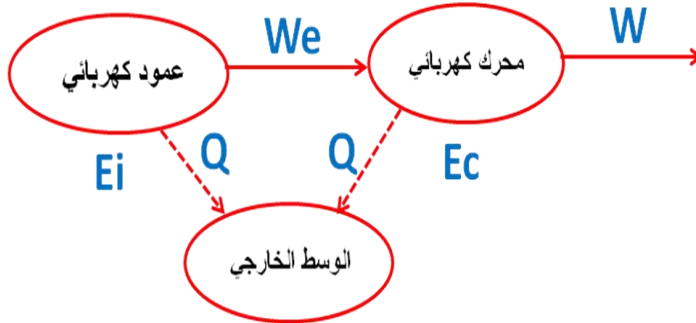 We
W
عمود كهربائي
محرك كهربائي
Ei
Q
Q
Ec
الوسط الخارجي